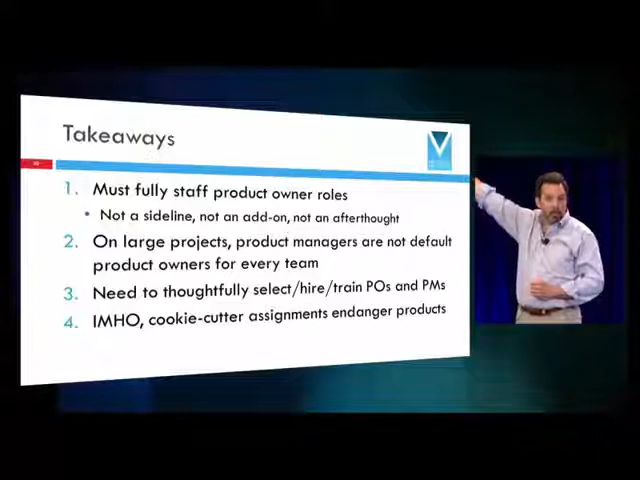 Takeaways
1. Must fully staff product owner roles
• Not a sideline, not an add-on, not an afterthought
2. On large projects, product managers are not default
product owners for every team
3. Need to thoughtfully select/hire/train POs and PMs
4. IMHO, cookie-cutter assignments endanger products